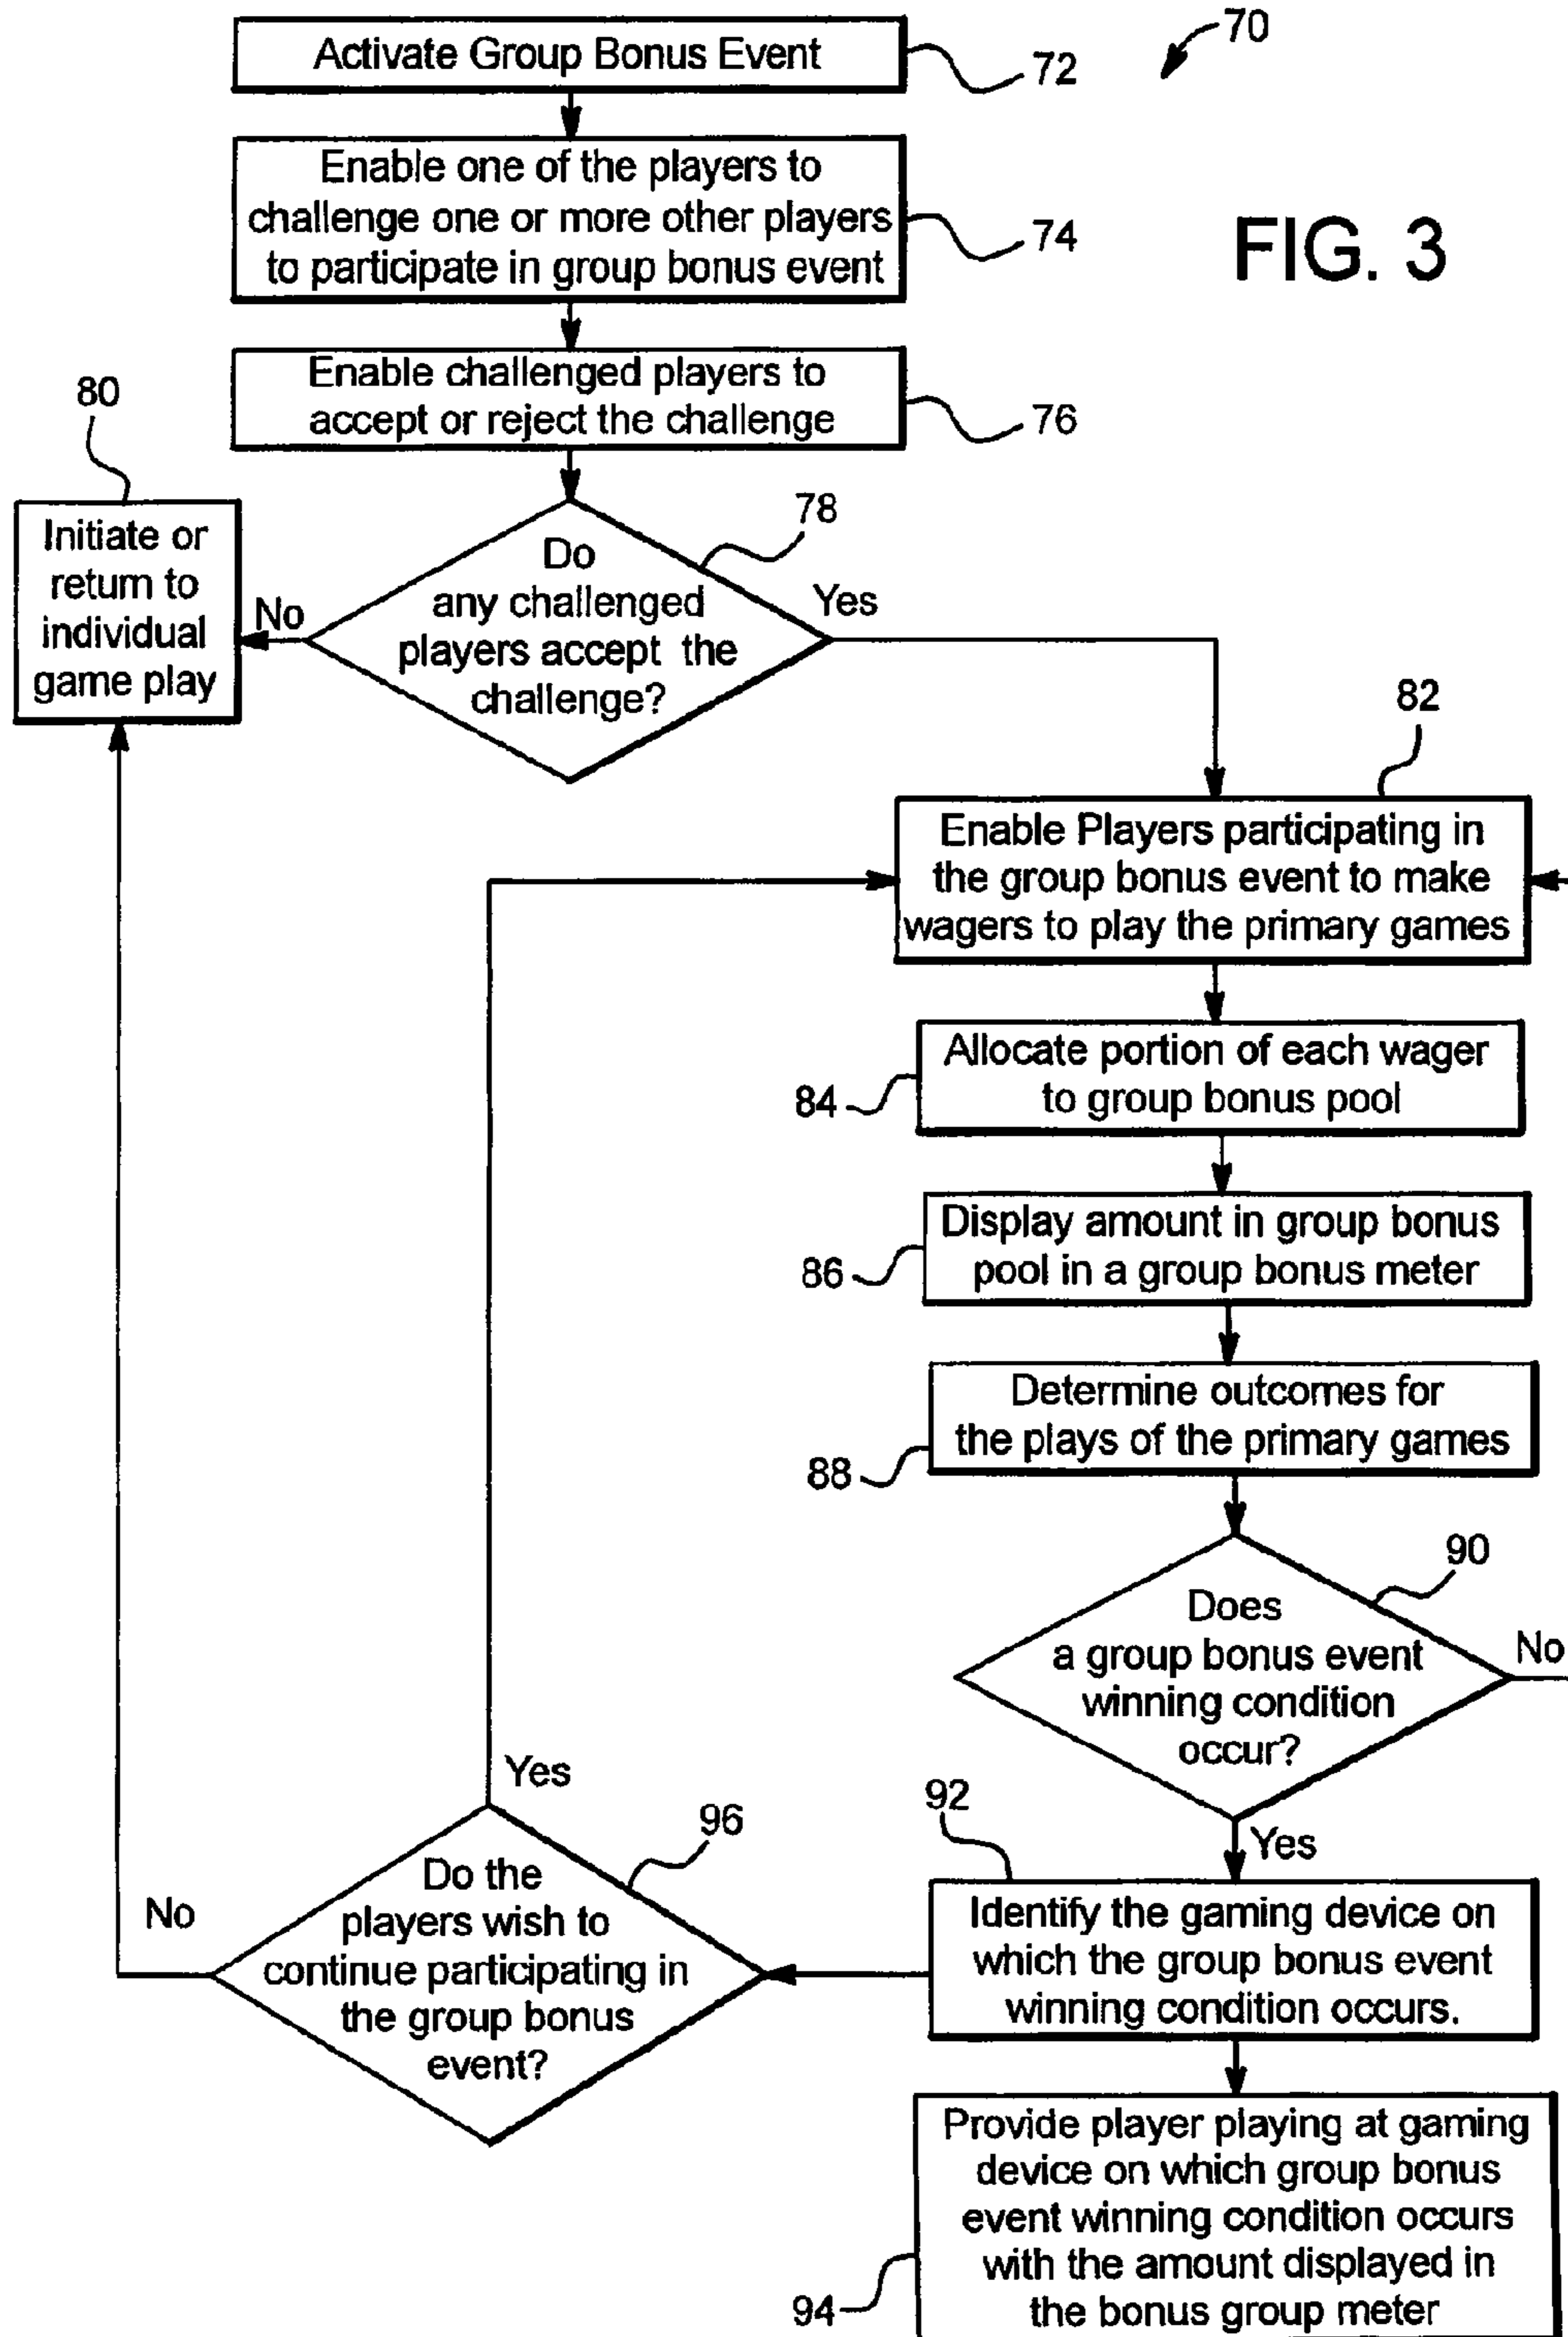 70
Activate Group Bonus Event
72
Enable one of the players to
challenge one or more other players
to participate in group bonus event
74
FIG. 3
Enable challenged players to
accept or reject the challenge
76
80
Initiate or
return to
individual
game play
78
Do
any challenged
players accept the
challenge?
No
Yes
82
Enable Players participating in
the group bonus event to make
wagers to play the primary games
Allocate portion of each wager
to group bonus pool
84
Display amount in group bonus
pool in a group bonus meter
86
Determine outcomes for
the plays of the primary games
88
90
Does
a group bonus event
winning condition
occur?
No
Yes
92
Identify the gaming device on
which the group bonus event
winning condition occurs.
Yes
96
Do the
players wish to
continue participating in
the group bonus
event?
No
Provide player playing at gaming
device on which group bonus
event winning condition occurs
with the amount displayed in
the bonus group meter
94